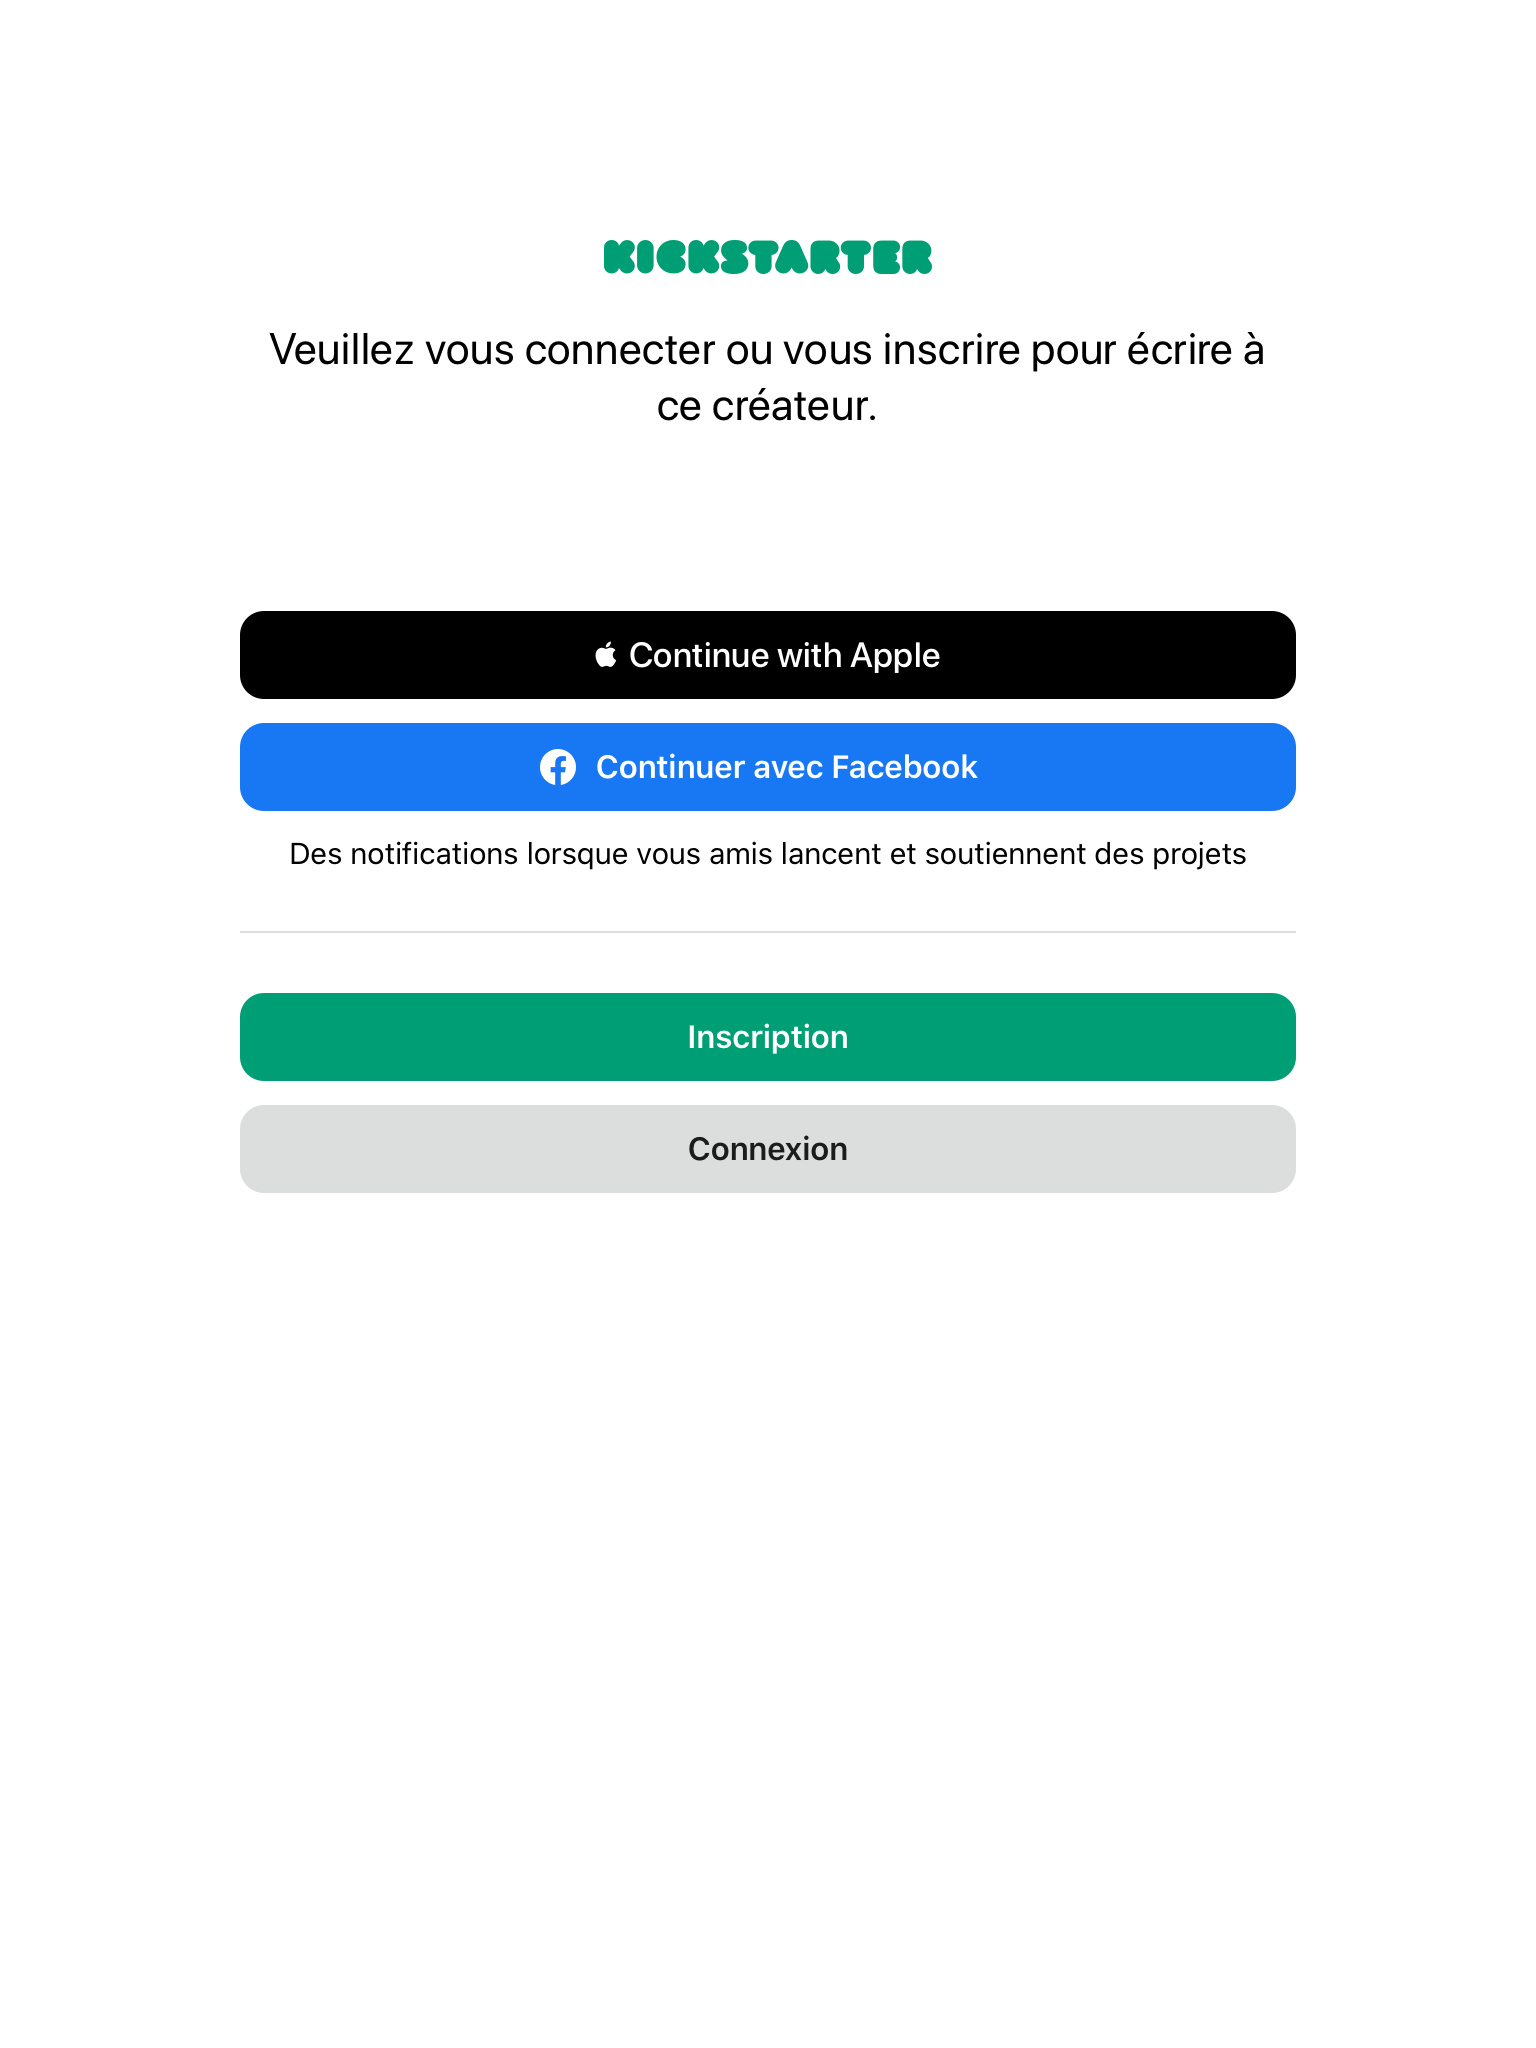 KICKSTARTER
Veuillez vous connecter ou vous inscrire pour écrire à
ce créateur.
Continue with Apple
Continuer avec Facebook
Des notifications lorsque vous amis lancent et soutiennent des projets
Inscription
Connexion